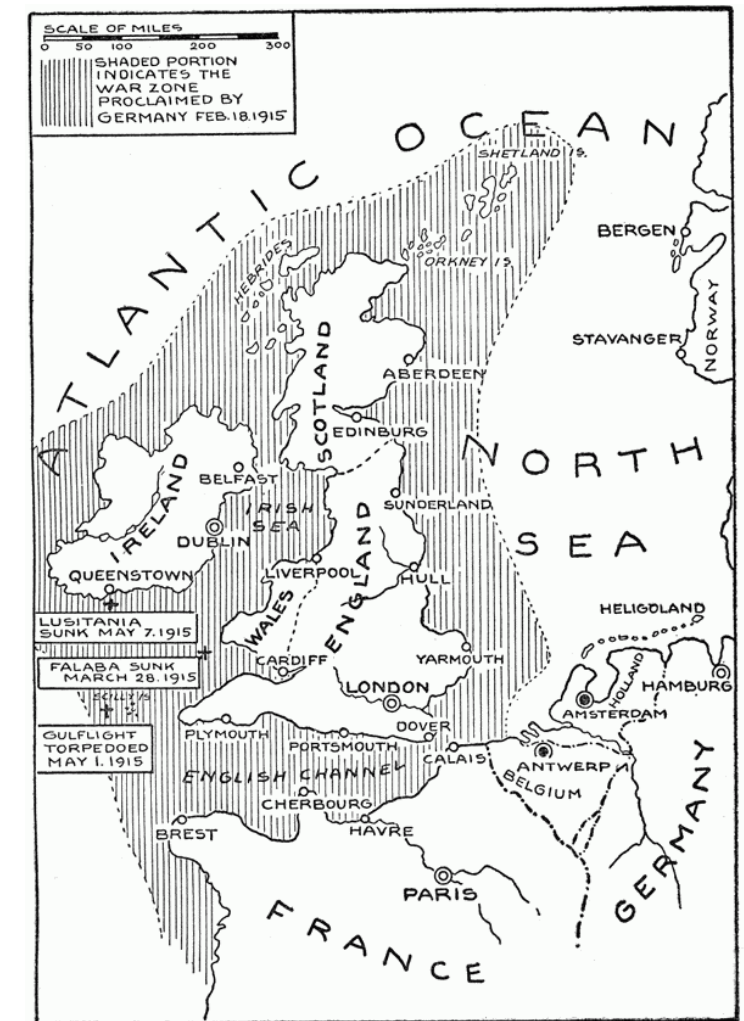 SCALE OF MILES
0 50 100 200 300
SHADED PORTION
INDICATES THE
WAR ZONE
PROCLAIMED BY
GERMANY FEB.18.1915
ATLANTIC OCEAN
SHETLAND IS.
BERGEN
HEBRIDES
ORKNEY IS.
NORWAY
STAVANGER
SCOTLAND
ABERDEEN
EDINBURG
NORTH
SEA
BELFAST
IRISH
SEA
SUNDERLAND
IRELAND
DUBLIN
ENGLAND
LIVERPOOL
HULL
QUEENSTOWN
WALES
LUSITANIA
SUNK MAY 7.1915
HELIGOLAND
FALABA SUNK
MARCH 28.1915
CARDIFF
YARMOUTH
HOLLAND
HAMBURG
SCILLY IS
LONDON
AMSTERDAM
GULFLIGHT
TORPEDOED
MAY 1.1915
PLYMOUTH
PORTSMOUTH
DOVER
CALAIS
ANTWERP
ENGLISH CHANNEL
BELGIUM
CHERBOURG
BREST
HAVRE
GERMANY
PARIS
FRANCE